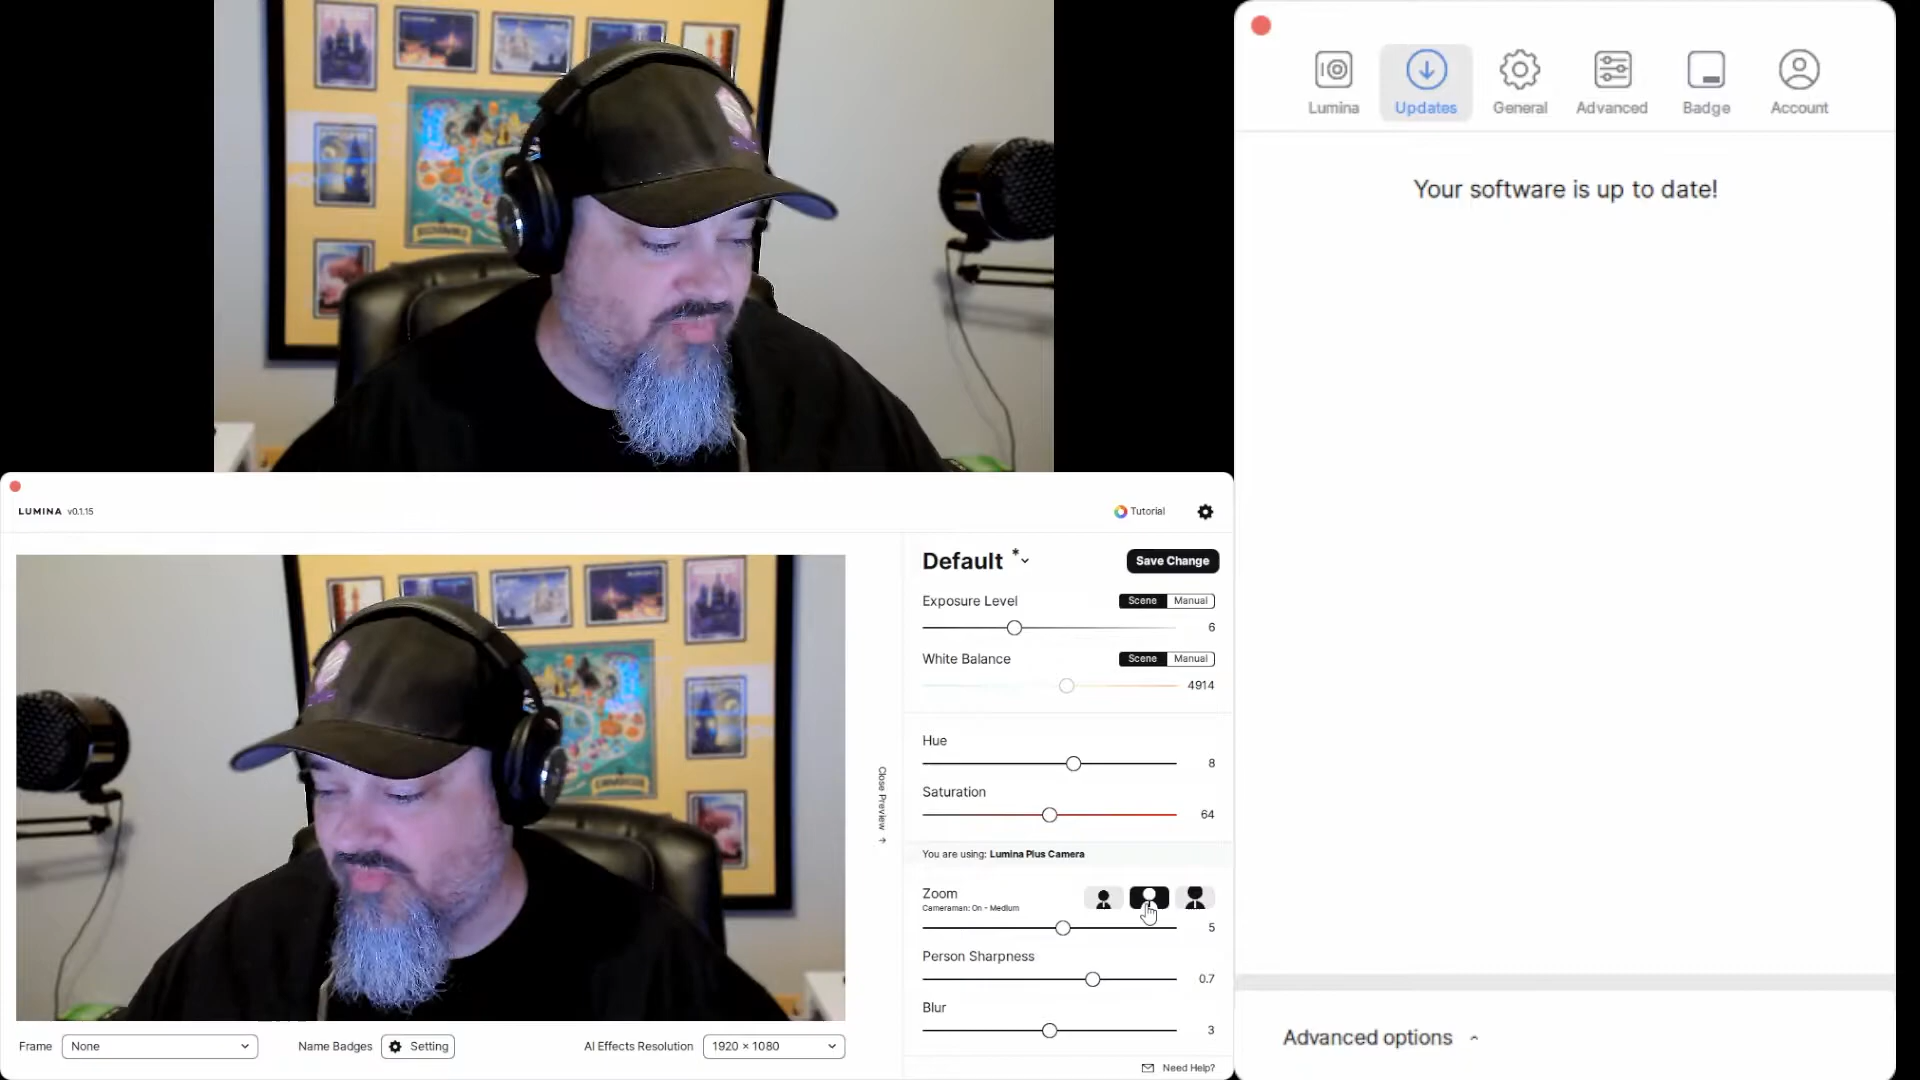 Lumina
Updates
General
Advanced
Badge
Account
Your software is up to date!
LUMINA v0.1.15
Tutorial
Default *
Save Change
Exposure Level
Scene Manual
6
White Balance
Scene Manual
4914
Hue
8
Saturation
64
Close Preview
You are using: Lumina Plus Camera
Zoom
Cameraman: On - Medium
5
Person Sharpness
0.7
Blur
3
Frame
None
Name Badges
Setting
AI Effects Resolution
1920 × 1080
Need Help?
Advanced options